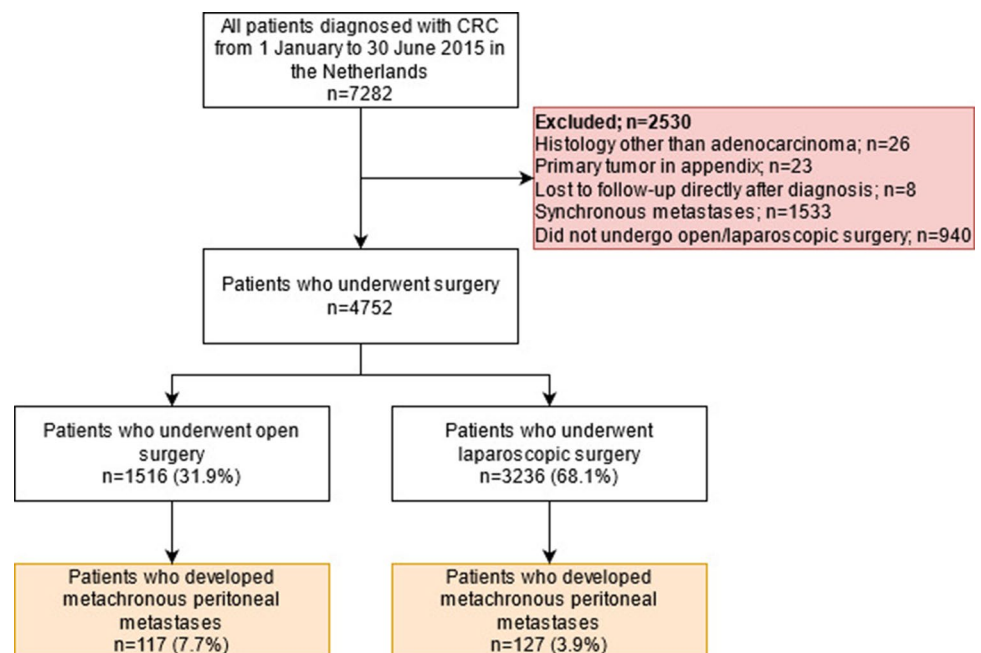 All patients diagnosed with CRC
from 1 January to 30 June 2015 in
the Netherlands
n=7282
Excluded; n=2530
Histology other than adenocarcinoma; n=26
Primary tumor in appendix; n=23
Lost to follow-up directly after diagnosis; n=8
Synchronous metastases; n=1533
Did not undergo open/laparoscopic surgery; n=940
Patients who underwent surgery
n=4752
Patients who underwent open
surgery
n=1516 (31.9%)
Patients who underwent
laparoscopic surgery
n=3236 (68.1%)
Patients who developed
metachronous peritoneal
metastases
n=117 (7.7%)
Patients who developed
metachronous peritoneal
metastases
n=127 (3.9%)